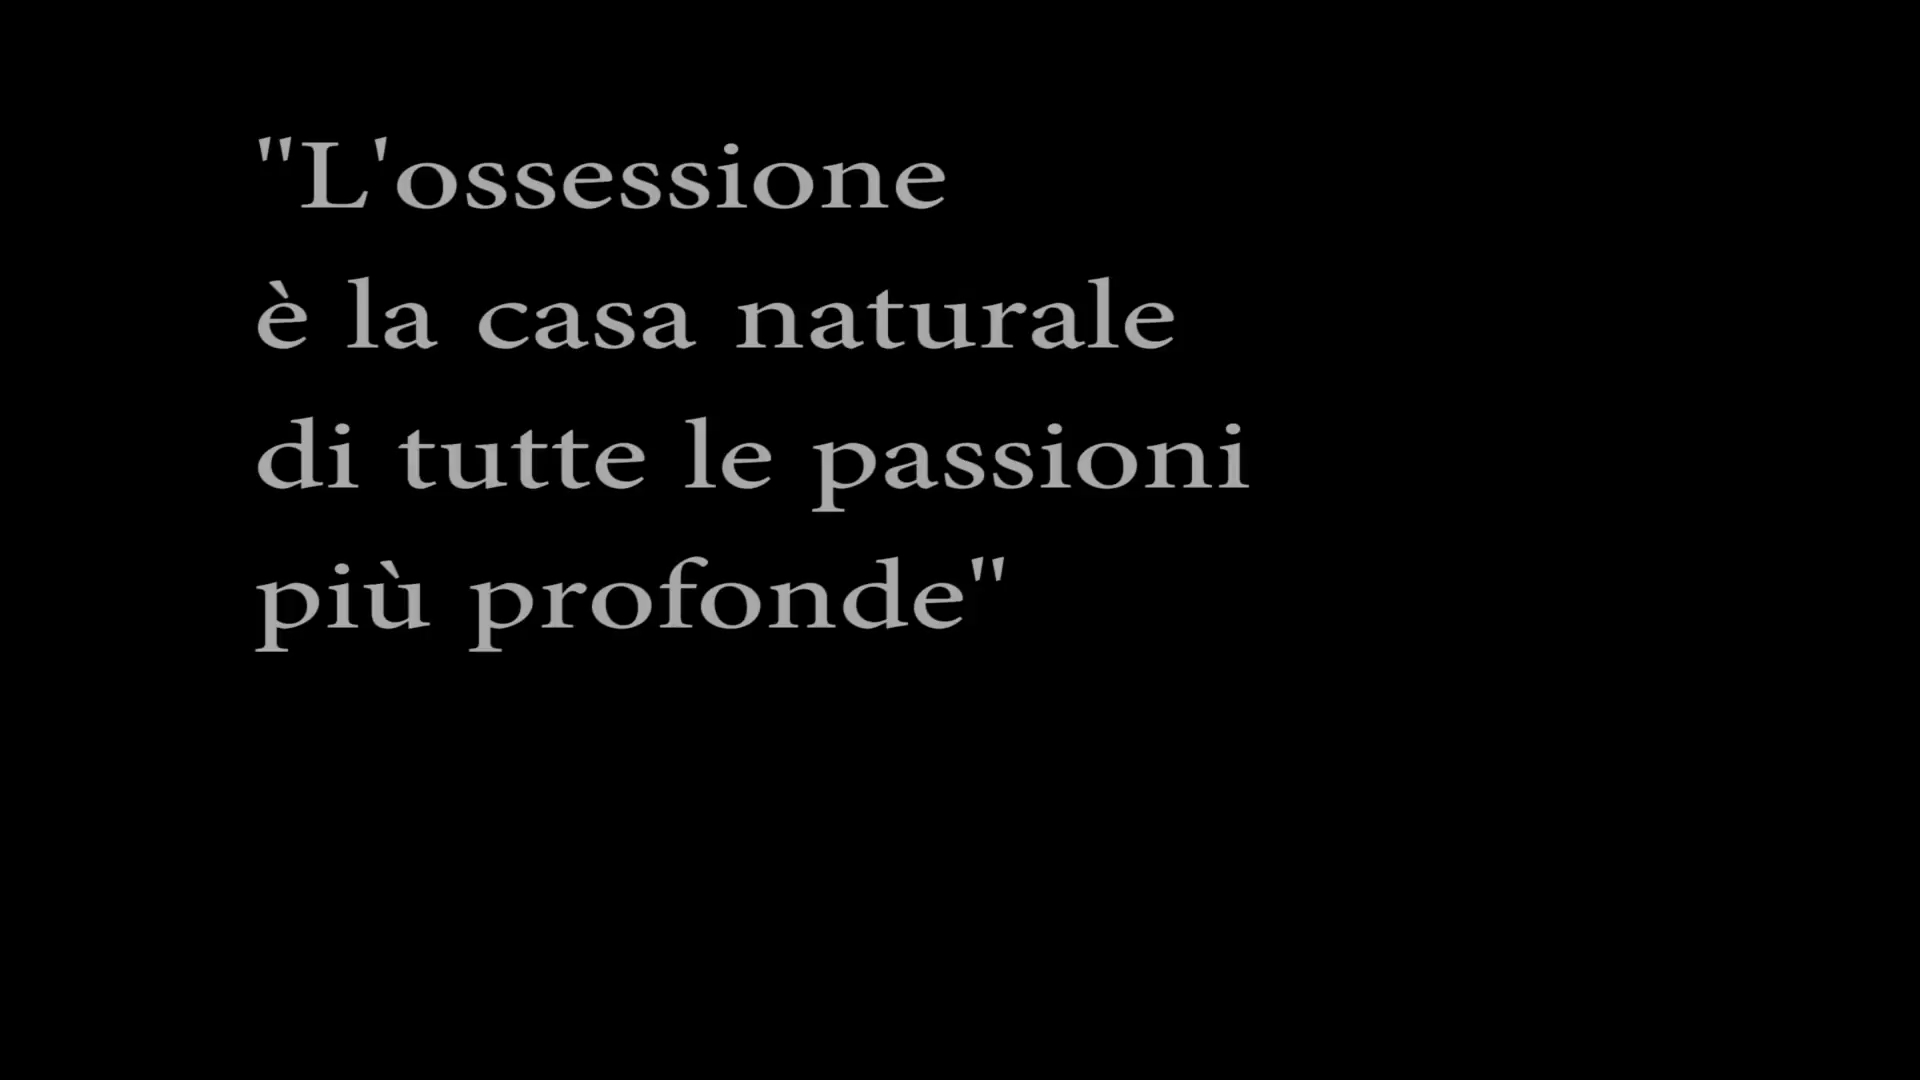 "L'ossessione
è la casa naturale
di tutte le passioni
più profonde"